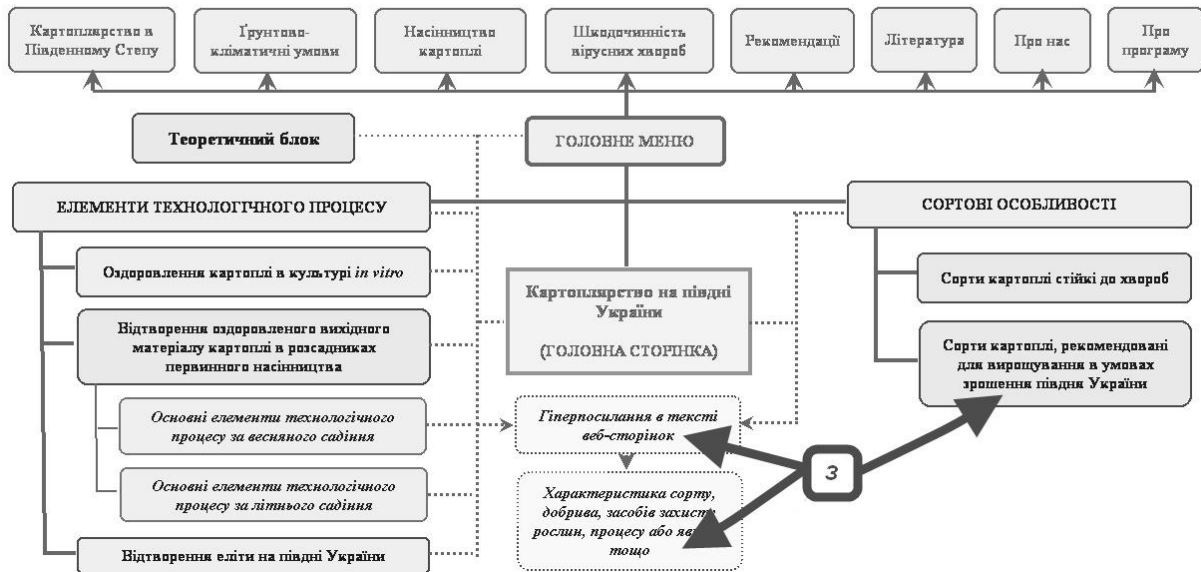 Картоплярство в
Південному Степу
Ґрунтово-
кліматичні умови
Насінництво
картоплі
Шкодочинність
вірусних хвороб
Рекомендації
Література
Про нас
Про
програму
Теоретичний блок
ГОЛОВНЕ МЕНЮ
ЕЛЕМЕНТИ ТЕХНОЛОГІЧНОГО ПРОЦЕСУ
СОРТОВІ ОСОБЛИВОСТІ
Оздоровлення картоплі в культурі in vitro
Відтворення оздоровленого вихідного
матеріалу картоплі в розсадниках
первинного насінництва
Основні елементи технологічного
процесу за весняного садіння
Основні елементи технологічного
процесу за літнього садіння
Відтворення еліти на півдні України
Картоплярство на півдні
України
(ГОЛОВНА СТОРІНКА)
Гіперпосилання в тексті
веб-сторінок
Характеристика сорту,
добрива, засобів захисту
рослин, процесу або
тощо
Сорти картоплі стійкі до хвороб
Сорти картоплі, рекомендовані
для вирощування в умовах
зрошення півдня України
3